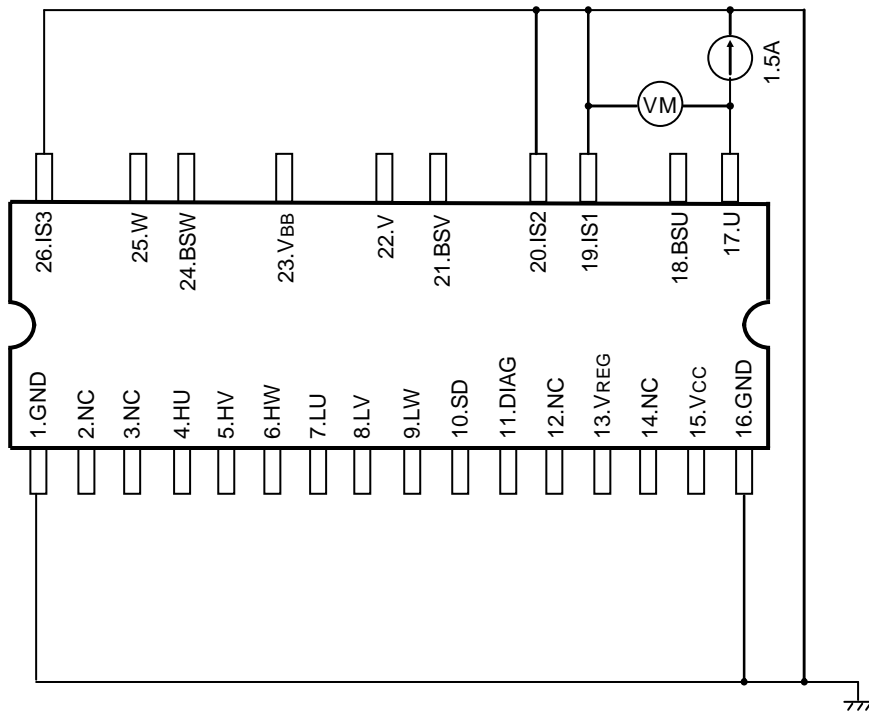 1.5A
VM
26.IS3
25.W
24.BSW
23.VBB
22.V
21.BSV
20.IS2
19.IS1
18.BSU
17.U
1.GND
2.NC
3.NC
4.HU
5.HV
6.HW
7.LU
8.LV
9.LW
10.SD
11.DIAG
12.NC
13.VREG
14.NC
15.VCC
16.GND